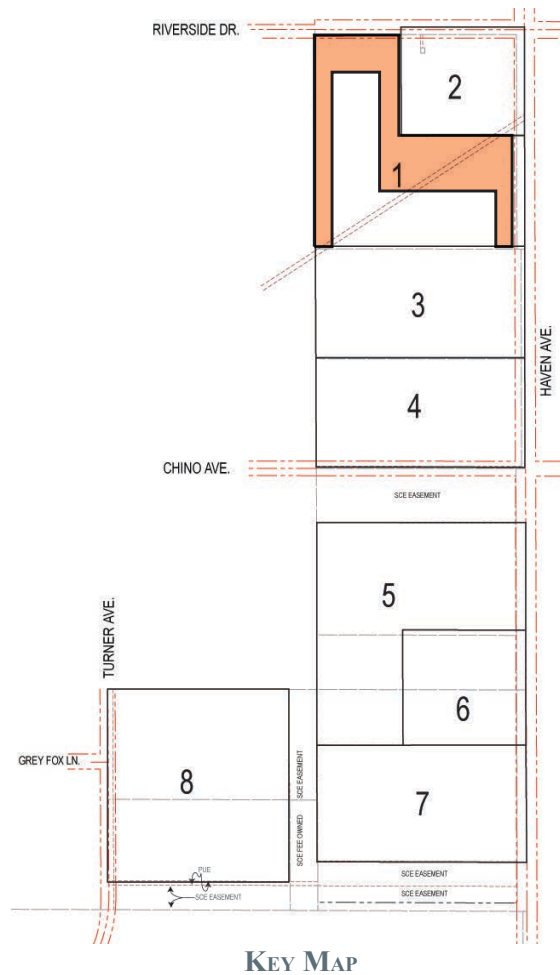 RIVERSIDE DR.
2
1
3
HAVEN AVE.
4
CHINO AVE.
SCE EASEMENT
5
TURNER AVE.
6
GREY FOX LN.
8
SCE EASEMENT
7
SCE FEE OWNED
PUE
SCE EASEMENT
SCE EASEMENT
SCE EASEMENT
KEY MAP